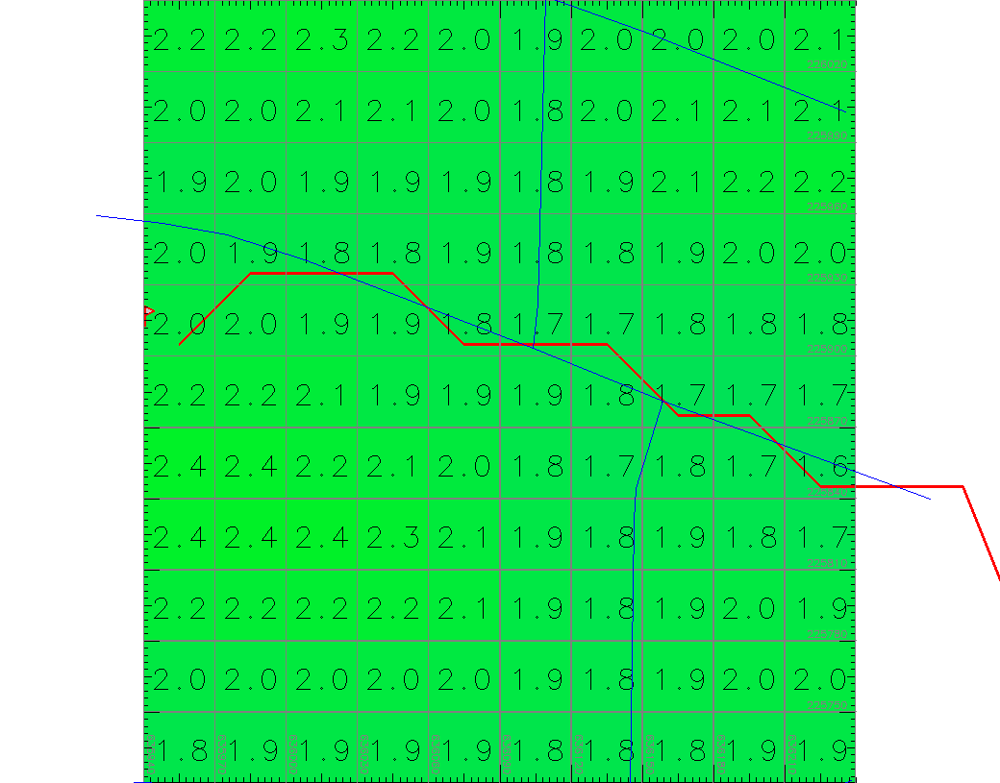 2.2 2.2 2.3 2.2 2.0 1.9 2.0 2.0 2.0 2.1
2.0 2.0 2.1 2.1 2.0 1.8 2.0 2.1 2.1 2.1
1.9 2.0 1.9 1.9 1.9 1.8 1.9 2.1 2.2 2.2
2.0 1.9 1.8 1.8 1.9 1.8 1.8 1.9 2.0 2.0
P 2.0 2.0 1.9 1.9 1.8 1.7 1.7 1.8 1.8 1.8
2.2 2.2 2.1 1.9 1.9 1.9 1.8 1.7 1.7 1.7
2.4 2.4 2.2 2.1 2.0 1.8 1.7 1.8 1.7 1.6
2.4 2.4 2.4 2.3 2.1 1.9 1.8 1.9 1.8 1.7
2.2 2.2 2.2 2.2 2.1 1.9 1.8 1.9 2.0 1.9
2.0 2.0 2.0 2.0 2.0 1.9 1.8 1.9 2.0 2.0
1.8 1.9 1.9 1.9 1.9 1.8 1.8 1.8 1.9 1.9